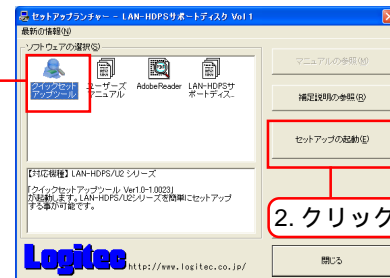 セットアップランチャー - LAN-HDPSサポートディスク Vol 1
最新の情報(N)
ソフトウェアの選択(S)
クイックセット
アップツール
ユーザーズ
マニュアル
AdobeReader
LAN-HDPSサ
ポートディス...
マニュアルの参照(M)
補足説明の参照(R)
セットアップの起動(E)
【対応機種】LAN-HDPS/U2 シリーズ
「クイックセットアップツール Ver1.0-1.0023」
が起動します。LAN-HDPS/U2シリーズを簡単にセットアップ
する事が可能です。
2. クリック
Logitec
http://www.logitec.co.jp/
閉じる